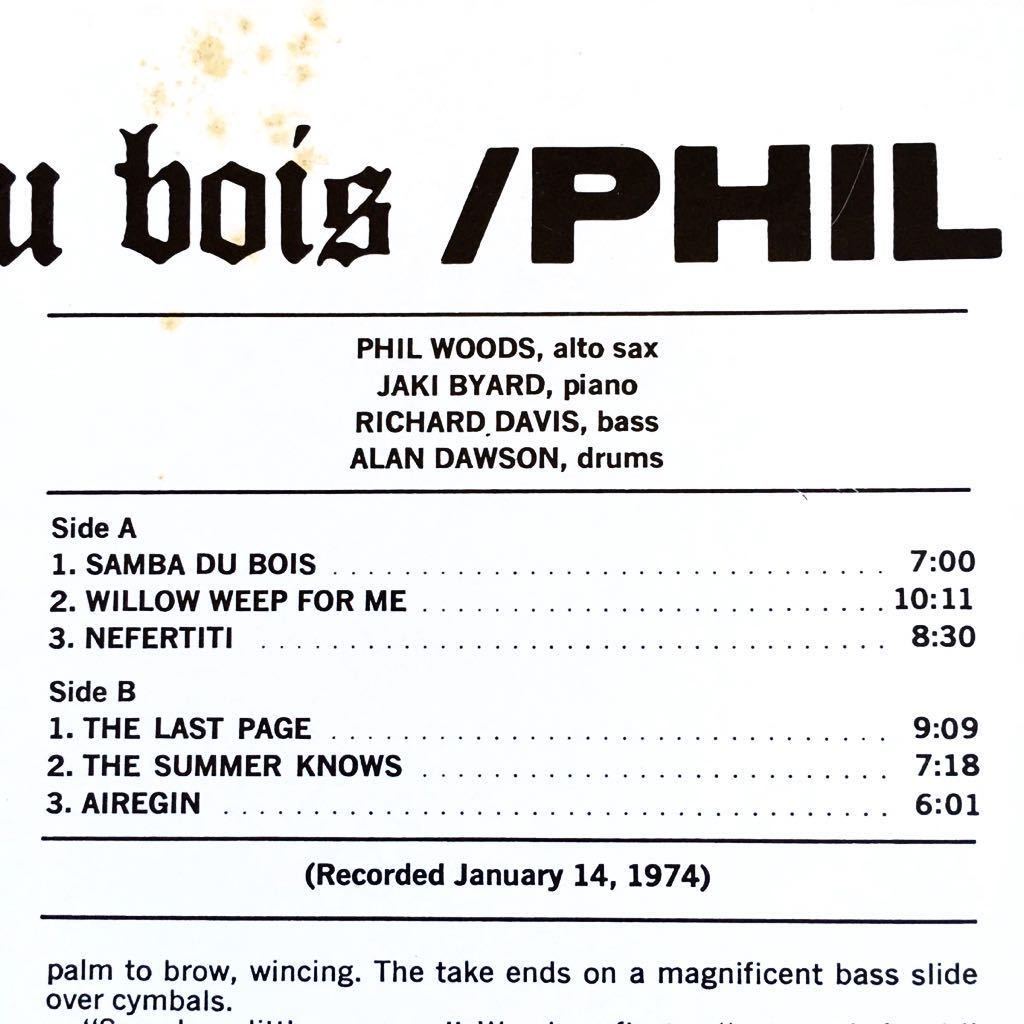 u bois /PHIL
PHIL WOODS, alto sax
JAKI BYARD, piano
RICHARD DAVIS, bass
ALAN DAWSON, drums
Side A
1. SAMBA DU BOIS . . . . . . . . . . . . . . . . . . . . . . . . . . . . . . . 7:00
2. WILLOW WEEP FOR ME . . . . . . . . . . . . . . . . . . . . . . . . . . 10:11
3. NEFERTITI . . . . . . . . . . . . . . . . . . . . . . . . . . . . . . . . . . . 8:30
Side B
1. THE LAST PAGE . . . . . . . . . . . . . . . . . . . . . . . . . . . . . . . 9:09
2. THE SUMMER KNOWS . . . . . . . . . . . . . . . . . . . . . . . . . . 7:18
3. AIREGIN . . . . . . . . . . . . . . . . . . . . . . . . . . . . . . . . . . . . . 6:01
(Recorded January 14, 1974)
palm to brow, wincing. The take ends on a magnificent bass slide
over cymbals.